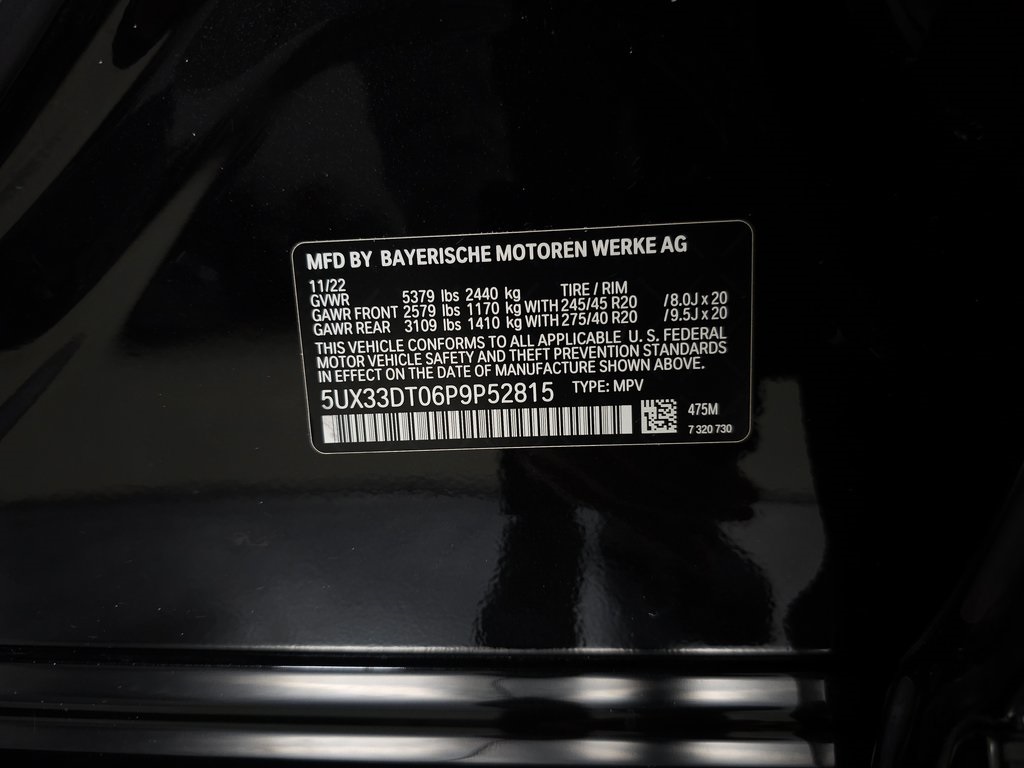 MFD BY BAYERISCHE MOTOREN WERKE AG
11/22 TIRE / RIM
GVWR 5379 lbs 2440 kg
GAWR FRONT 2579 lbs 1170 kg WITH 245/45 R20 / 8.0J x 20
GAWR REAR 3109 lbs 1410 kg WITH 275/40 R20 / 9.5J x 20
THIS VEHICLE CONFORMS TO ALL APPLICABLE U. S. FEDERAL
MOTOR VEHICLE SAFETY AND THEFT PREVENTION STANDARDS
IN EFFECT ON THE DATE OF MANUFACTURE SHOWN ABOVE.
5UX33DT06P9P52815 TYPE: MPV
475M
7 320 730